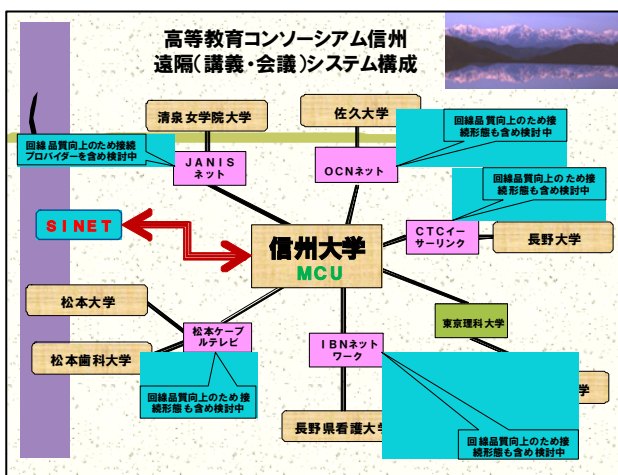 高等教育コンソーシアム信州
遠隔(講義・会議)システム構成
清泉女学院大学
佐久大学
回線品質向上のため接
続形態も含め検討中
回線品質向上のため接続
プロバイダーを含め検討中
JANIS
ネット
OCNネット
回線品質向上のため接
続形態も含め検討中
SINET
CTCイー
サーリンク
長野大学
信州大学
MCU
松本大学
東京理科大学
松本ケーブ
ルテレビ
IBNネット
ワーク
松本歯科大学
学
回線品質向上のため接
続形態も含め検討中
長野県看護大学
回線品質向上のため接
続形態も含め検討中